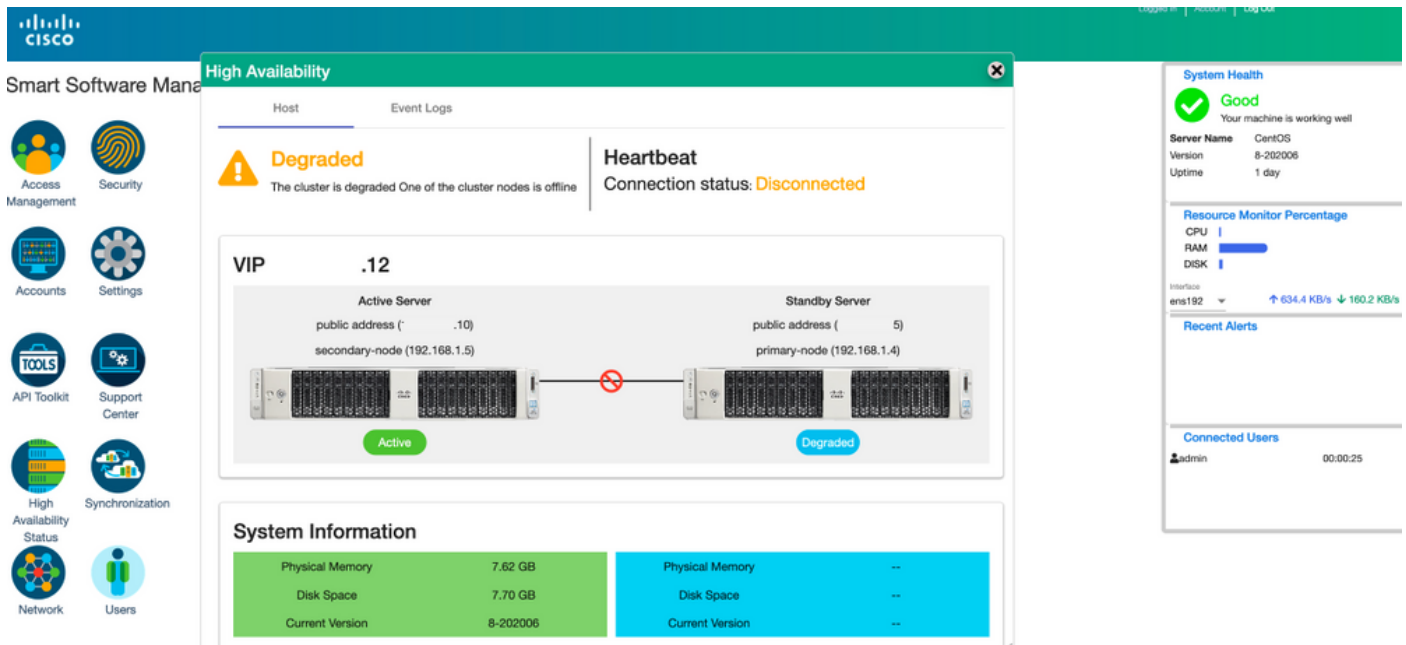 Logged in | Account | Log Out
CISCO
Smart Software Mana
Access Management
Security
Accounts
Settings
TOOLS
API Toolkit
Support Center
High Availability Status
Synchronization
Network
Users
High Availability
Host Event Logs
Degraded
The cluster is degraded One of the cluster nodes is offline
Heartbeat
Connection status: Disconnected
VIP .12
Active Server
public address ( .10)
secondary-node (192.168.1.5)
Active
Standby Server
public address ( 5)
primary-node (192.168.1.4)
Degraded
System Information
Physical Memory 7.62 GB
Disk Space 7.70 GB
Current Version 8-202006
Physical Memory --
Disk Space --
Current Version --
System Health
Good
Your machine is working well
Server Name CentOS
Version 8-202006
Uptime 1 day
Resource Monitor Percentage
CPU
RAM
DISK
Interface
ens192 ↑ 634.4 KB/s ↓ 160.2 KB/s
Recent Alerts
Connected Users
admin 00:00:25